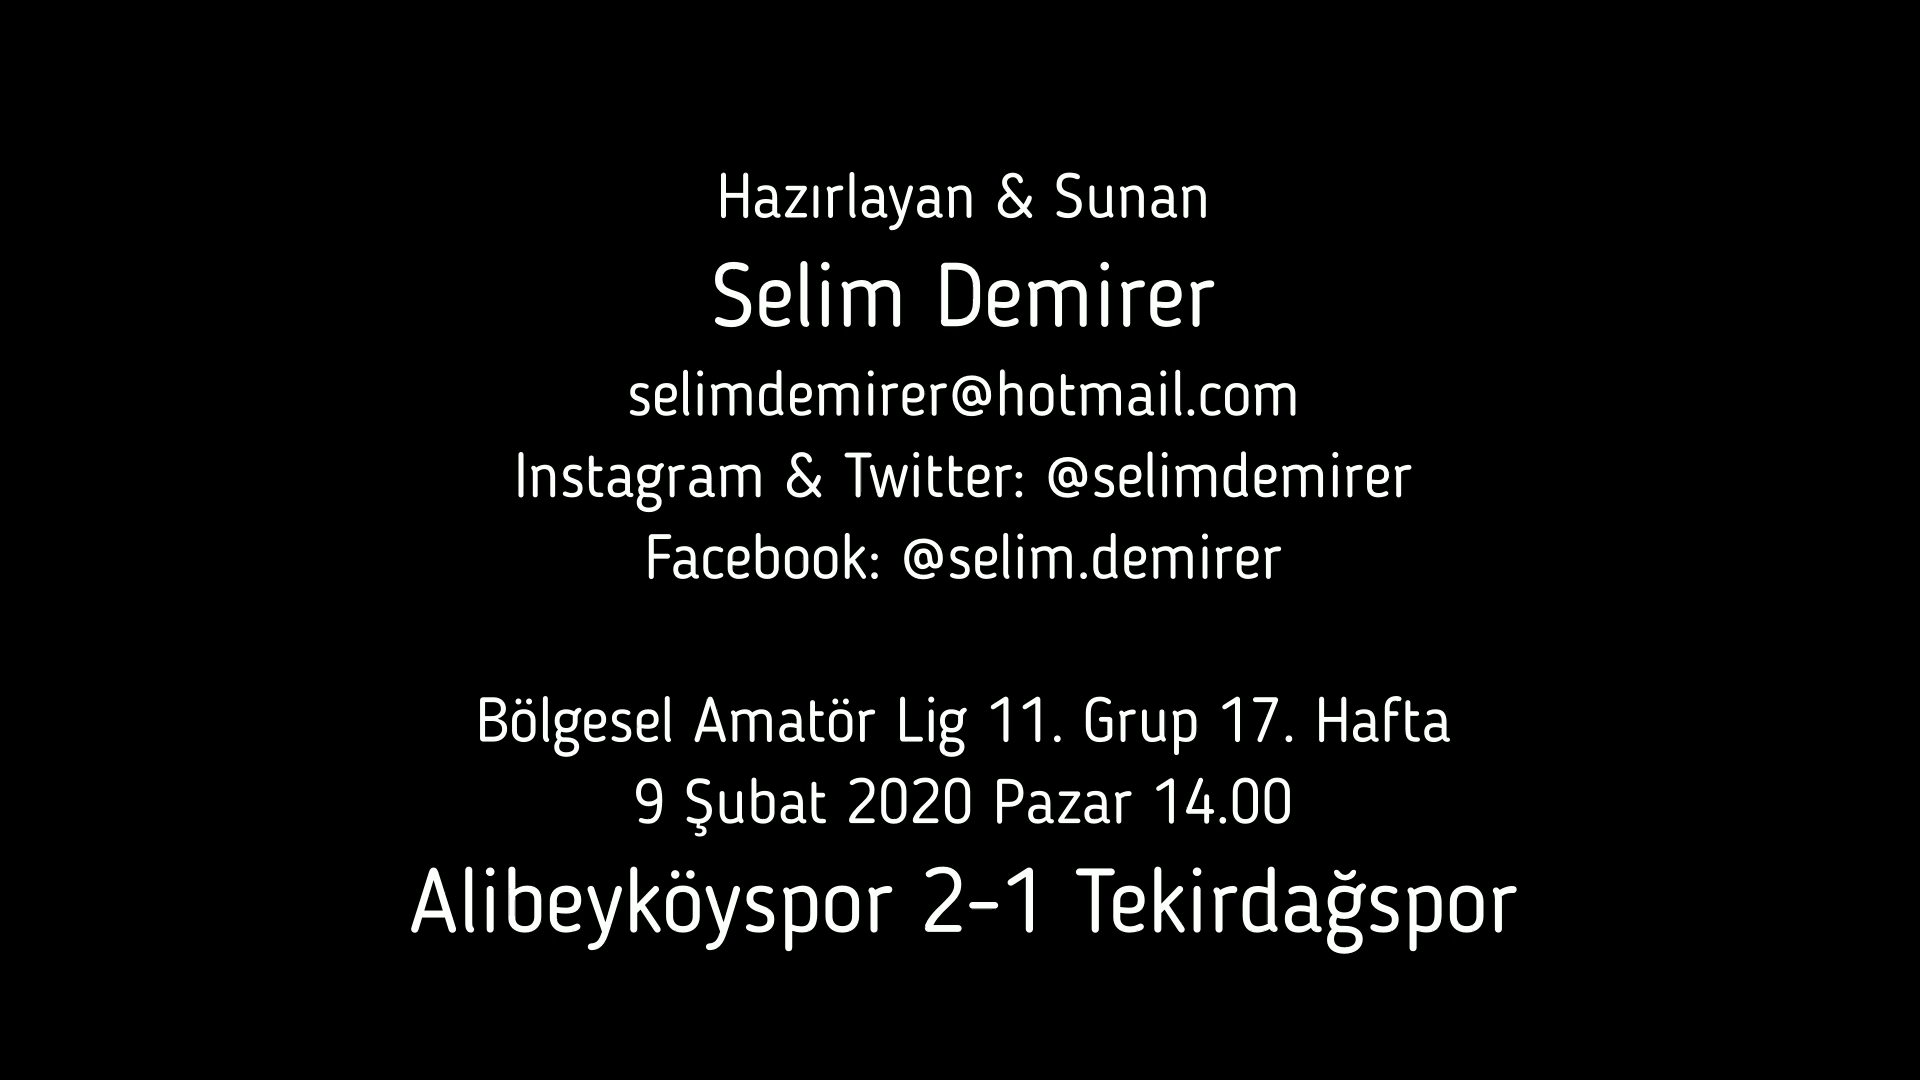 Hazırlayan & Sunan
Selim Demirer
selimdemirer@hotmail.com
Instagram & Twitter: @selimdemirer
Facebook: @selim.demirer
Bölgesel Amatör Lig 11. Grup 17. Hafta
9 Şubat 2020 Pazar 14.00
Alibeyköyspor 2-1 Tekirdağspor